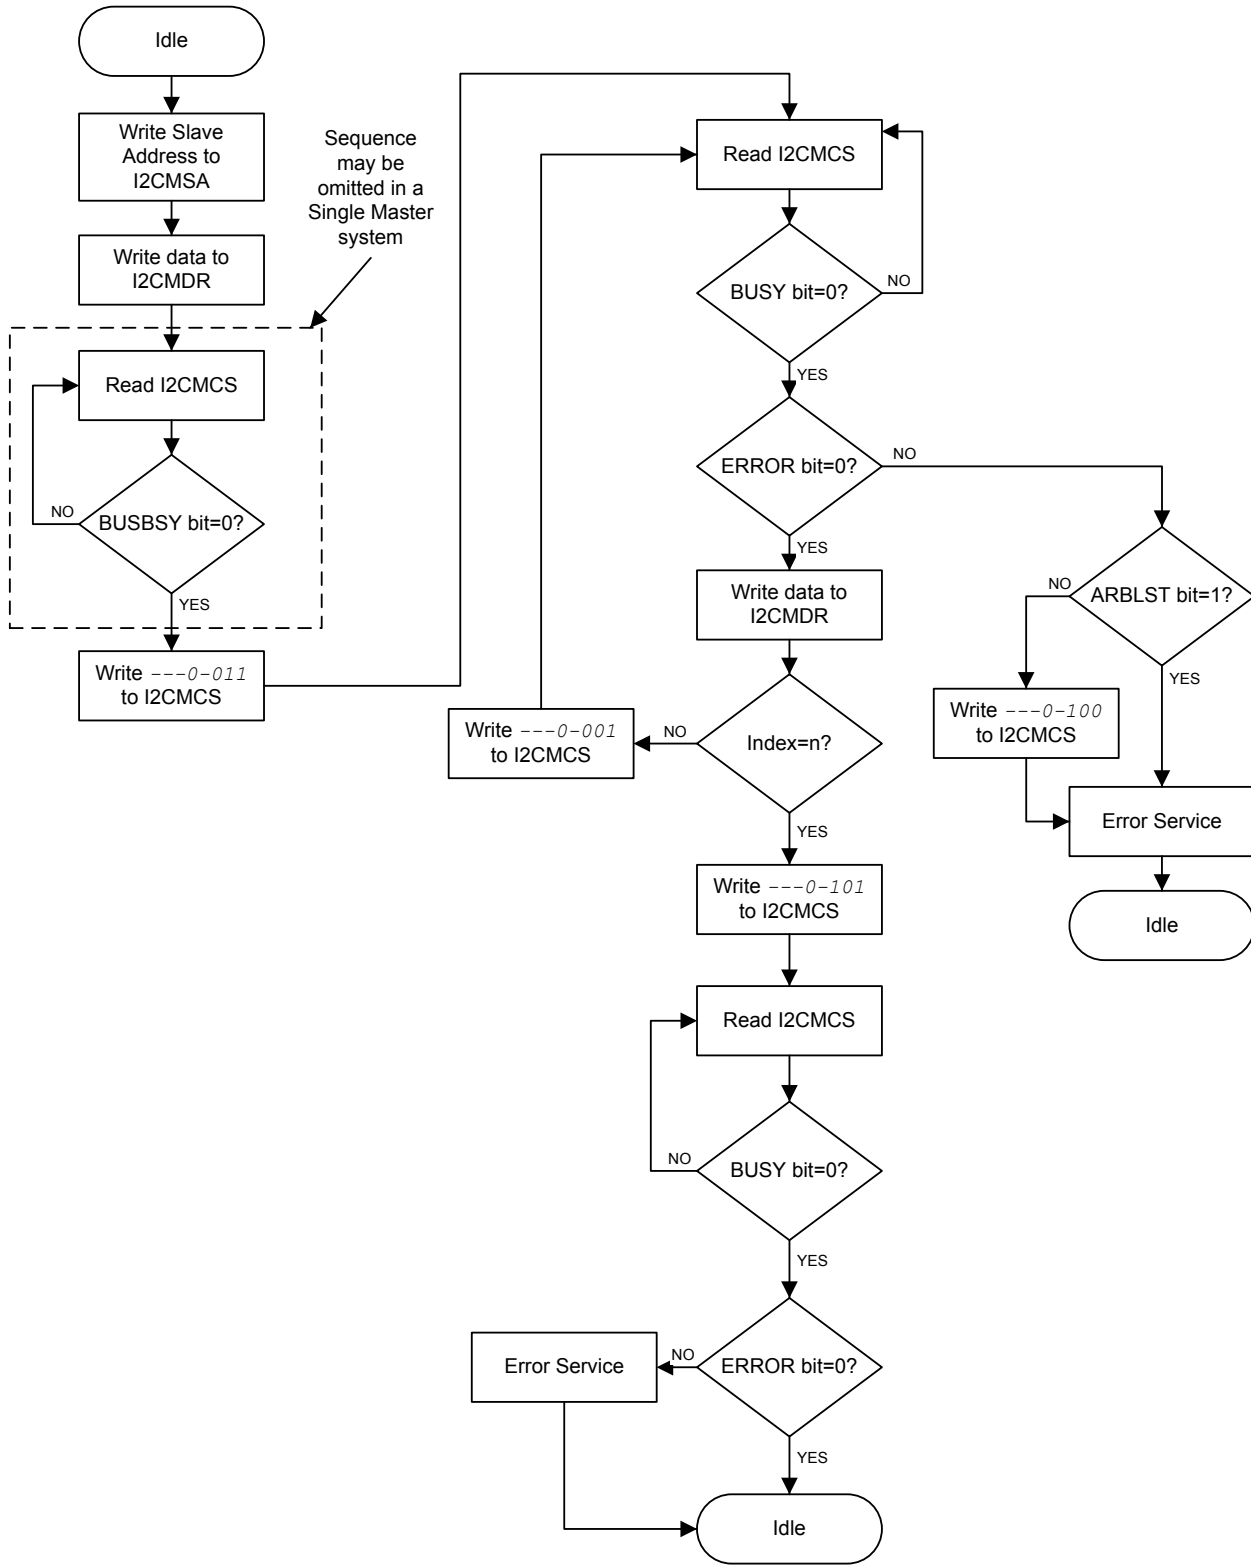 Idle
Write Slave
Address to
I2CMSA
Write data to
I2CMDR
Sequence
may be
omitted in a
Single Master
system
Read I2CMCS
BUSBSY bit=0?
NO
YES
Write ---0-011
to I2CMCS
Read I2CMCS
BUSY bit=0?
NO
YES
ERROR bit=0?
NO
YES
Write data to
I2CMDR
Index=n?
NO
Write ---0-001
to I2CMCS
YES
ARBLST bit=1?
NO
YES
Write ---0-100
to I2CMCS
Error Service
Idle
Write ---0-101
to I2CMCS
Read I2CMCS
BUSY bit=0?
NO
YES
ERROR bit=0?
NO
Error Service
YES
Idle